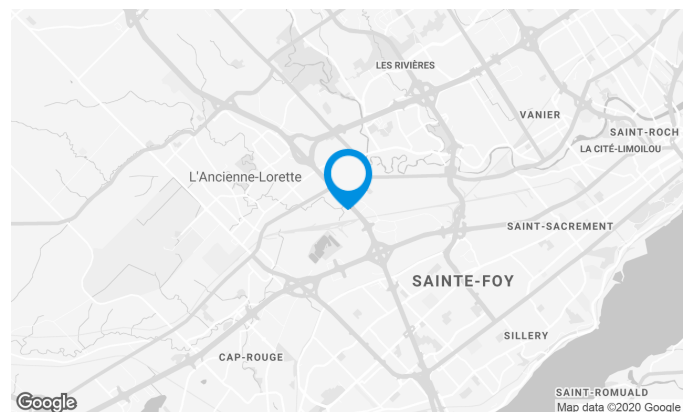 LES RIVIÈRES
VANIER
SAINT-ROCH
LA CITÉ-LIMOILOU
L'Ancienne-Lorette
SAINT-SACREMENT
SAINTE-FOY
SILLERY
CAP-ROUGE
SAINT-ROMUALD
Google
Map data ©2020 Google